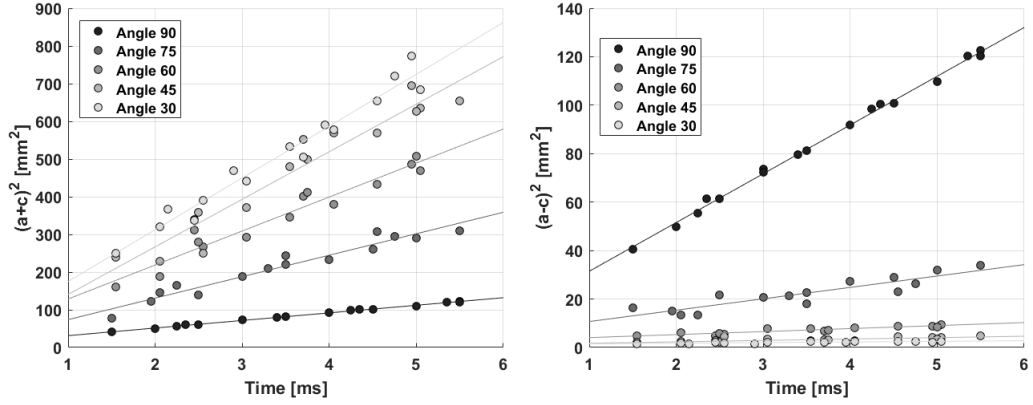 900
800
700
600
500
400
300
200
100
0
(a+c)² [mm²]
Angle 90
Angle 75
Angle 60
Angle 45
Angle 30
1 2 3 4 5 6
Time [ms]
140
120
100
80
60
40
20
0
(a-c)² [mm²]
Angle 90
Angle 75
Angle 60
Angle 45
Angle 30
1 2 3 4 5 6
Time [ms]